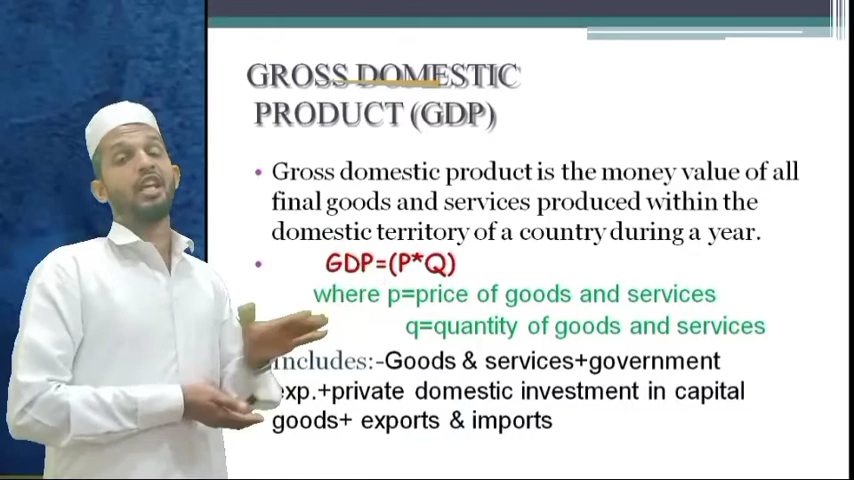 GROSS DOMESTIC
PRODUCT (GDP)
• Gross domestic product is the money value of all
final goods and services produced within the
domestic territory of a country during a year.
• GDP=(P*Q)
where p=price of goods and services
q=quantity of goods and services
includes:-Goods & services+government
exp.+private domestic investment in capital
goods+ exports & imports